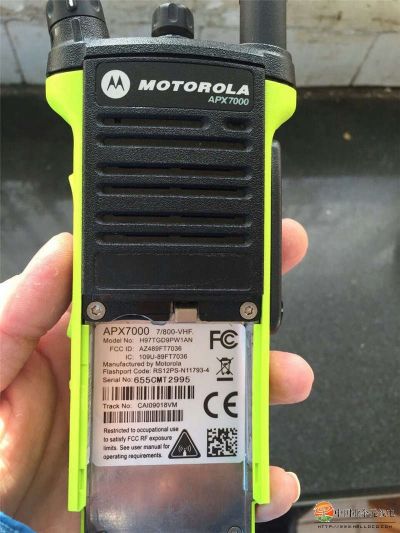 MOTOROLA
APX7000
APX7000 7/800-VHF.
Model No: H97TGD9PW1AN
FCC ID: AZ489FT7036
IC: 109U-89FT7036
Manufactured by Motorola
Flashport Code: RS12PS-N11793-4
Serial No: 655CMT2995
Track No: CAI09018VM
Restricted to occupational use
to satisfy FCC RF exposure
limits. See user manual for
operating requirements.
FC